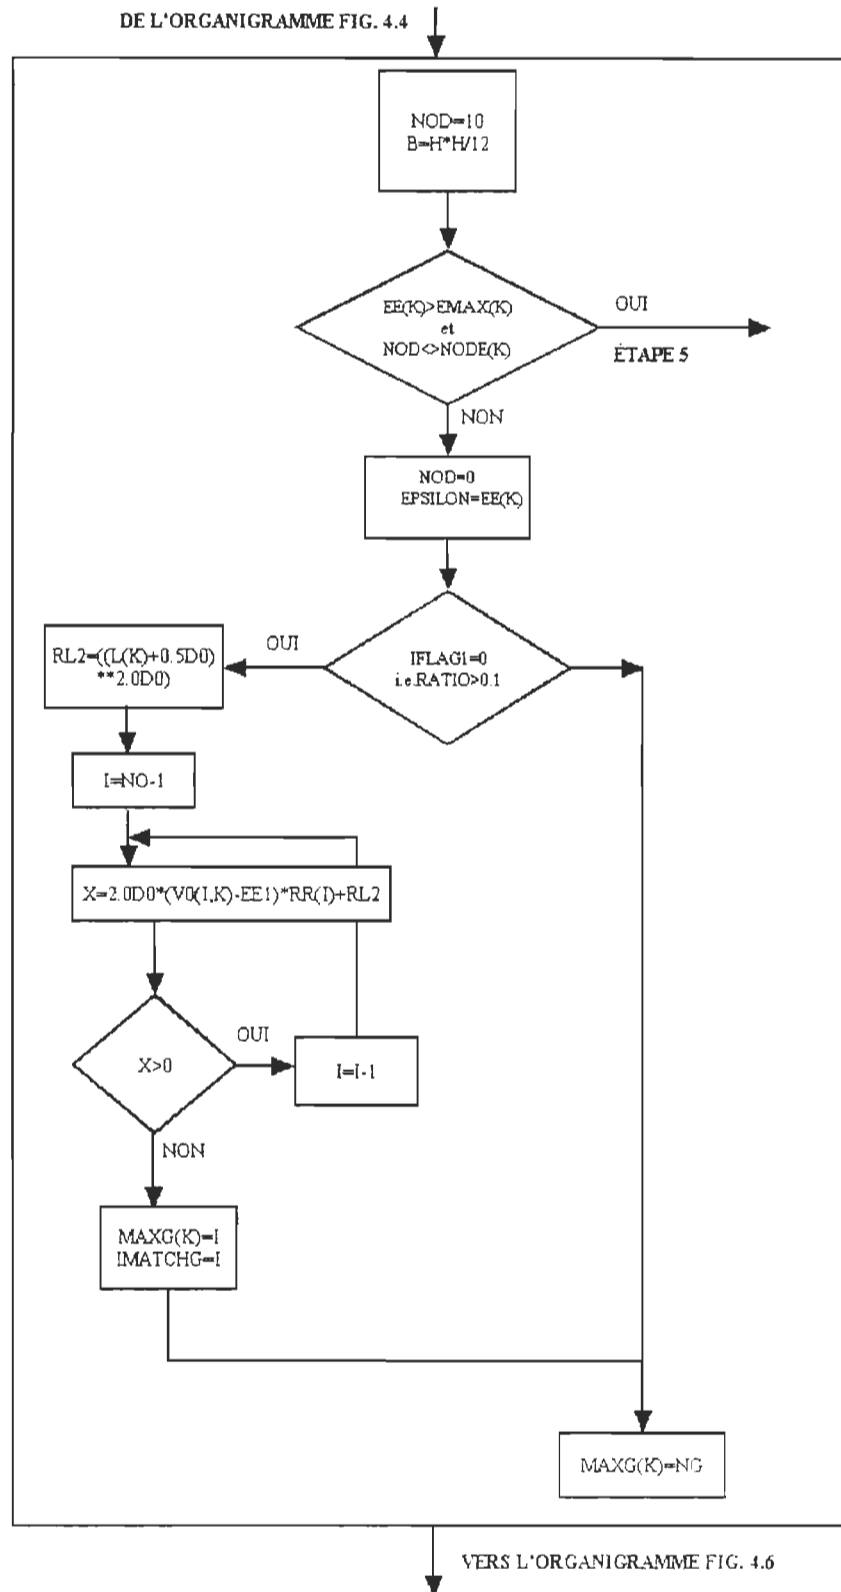 DE L'ORGANIGRAMME FIG. 4.4
NOD=10
B=H*H/12
EE(K)>EMAX(K)
et
NOD<>NODE(K)
OUI
ÉTAPE 5
NON
NOD=0
EPSILON=EE(K)
IFLAG1=0
i.e.RATIO>0.1
OUI
RL2=((L(K)+0.5D0)
**2.0D0)
I=NO-1
X=2.0D0*(V0(I,K)-EE1)*RR(I)+RL2
X>0
OUI
I=I-1
NON
MAXG(K)=I
IMATCHG=I
MAXG(K)=NG
VERS L'ORGANIGRAMME FIG. 4.6